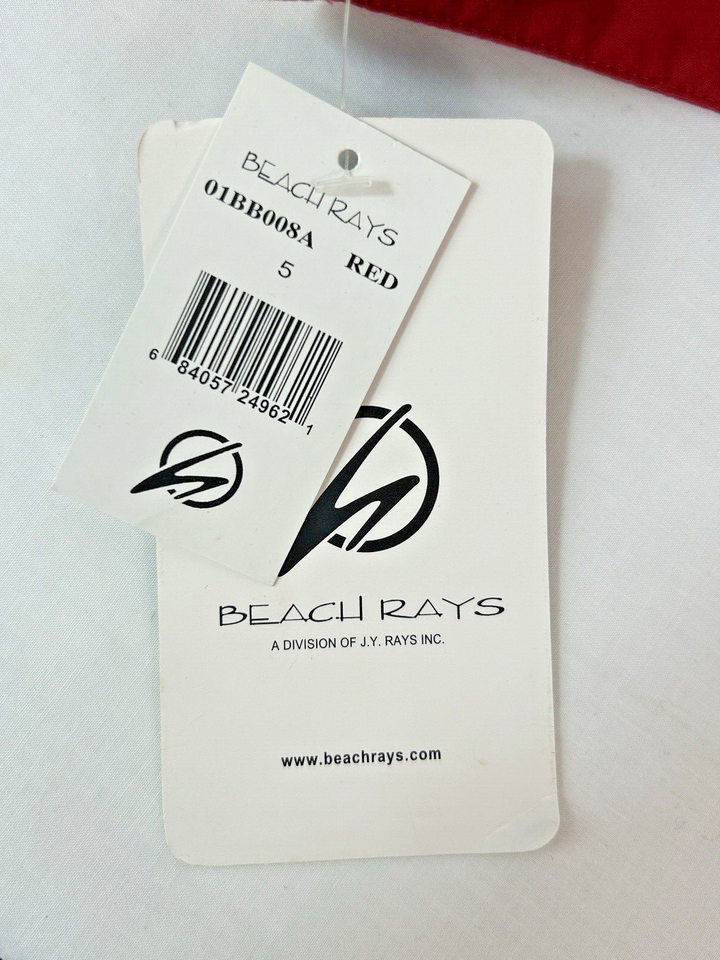 BEACH RAYS
01BB008A RED
5
6 84057 24962 1
BEACH RAYS
A DIVISION OF J.Y. RAYS INC.
www.beachrays.com